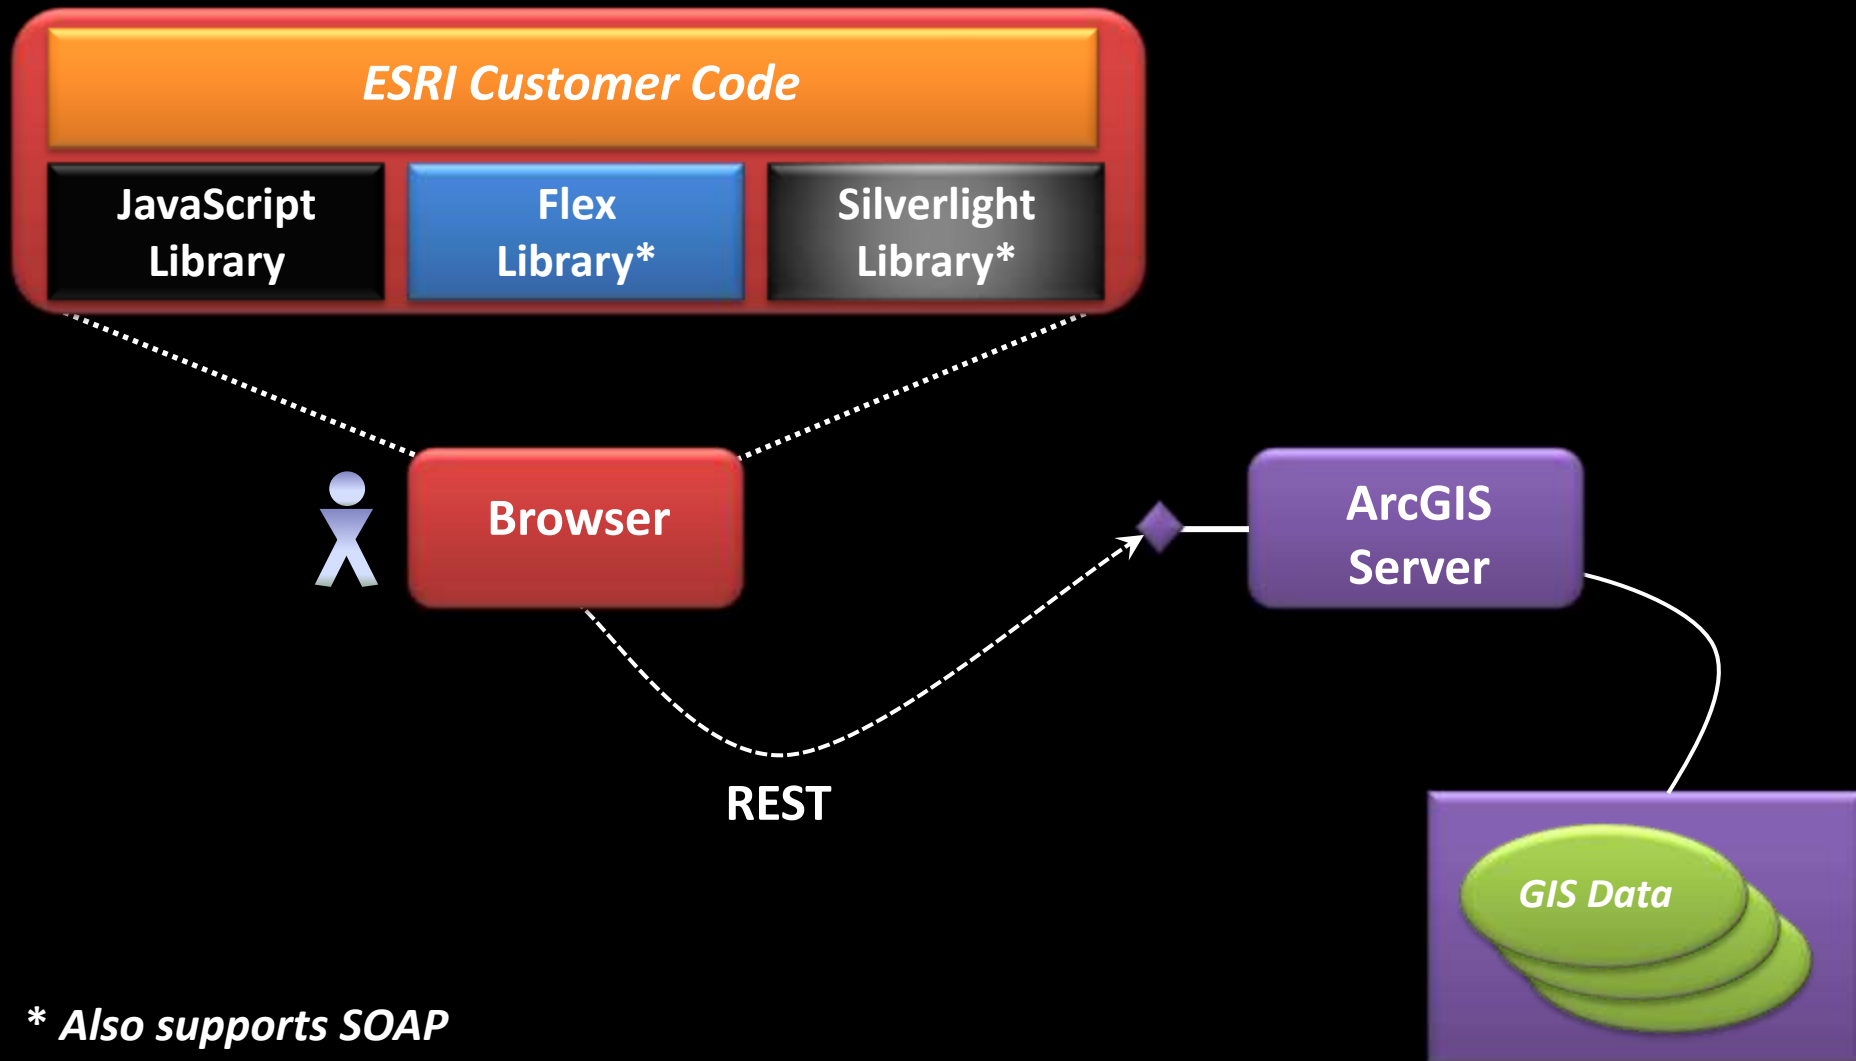 ESRI Customer Code
JavaScript
Library
Flex
Library*
Silverlight
Library*
Browser
ArcGIS
Server
REST
GIS Data
* Also supports SOAP